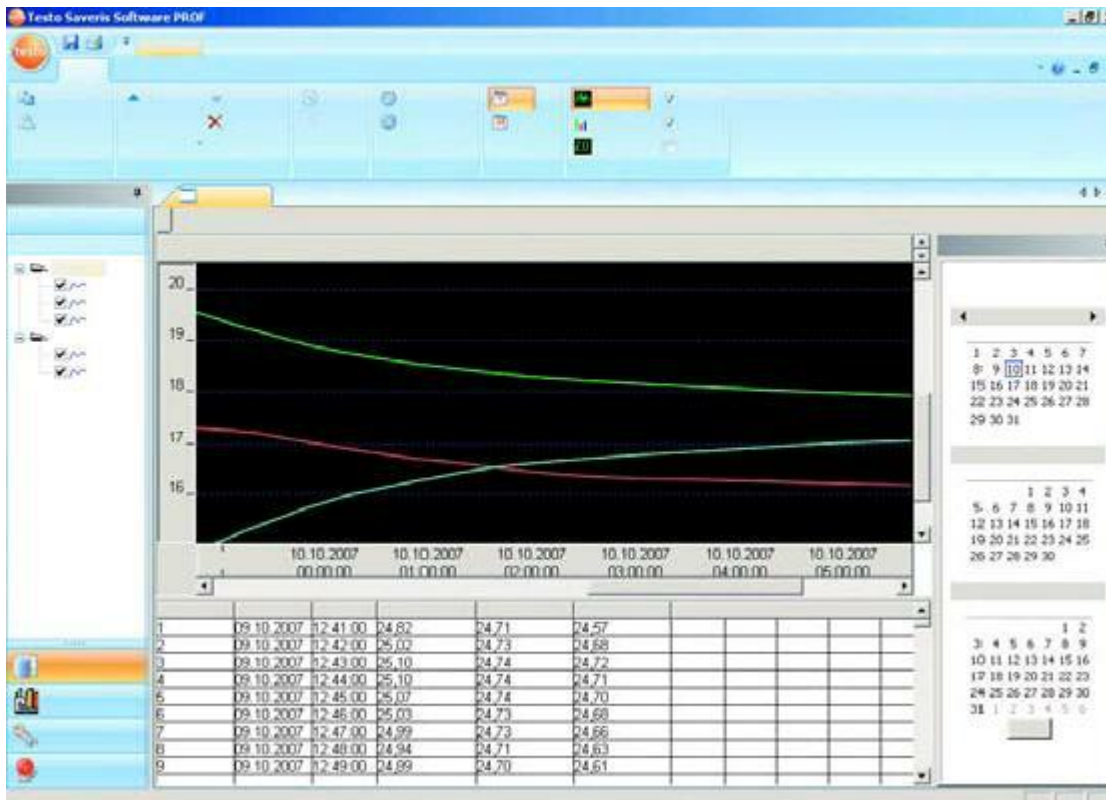 Testo Saveris Software PROF
testo
20
19
18
17
16
10.10.2007 10.10.2007 10.10.2007 10.10.2007 10.10.2007 10.10.2007
00:00:00 01:00:00 02:00:00 03:00:00 04:00:00 05:00:00
1 09.10.2007 12:41:00 24,82 24,71 24,57
2 09.10.2007 12:42:00 25,02 24,73 24,68
3 09.10.2007 12:43:00 25,10 24,74 24,72
4 09.10.2007 12:44:00 25,10 24,74 24,71
5 09.10.2007 12:45:00 25,07 24,74 24,70
6 09.10.2007 12:46:00 25,03 24,73 24,68
7 09.10.2007 12:47:00 24,99 24,73 24,66
8 09.10.2007 12:48:00 24,94 24,71 24,63
9 09.10.2007 12:49:00 24,89 24,70 24,61
1 2 3 4 5 6 7
8 9 10 11 12 13 14
15 16 17 18 19 20 21
22 23 24 25 26 27 28
29 30 31
1 2 3 4
5 6 7 8 9 10 11
12 13 14 15 16 17 18
19 20 21 22 23 24 25
26 27 28 29 30
1 2
3 4 5 6 7 8 9
10 11 12 13 14 15 16
17 18 19 20 21 22 23
24 25 26 27 28 29 30
31 1 2 3 4 5 6